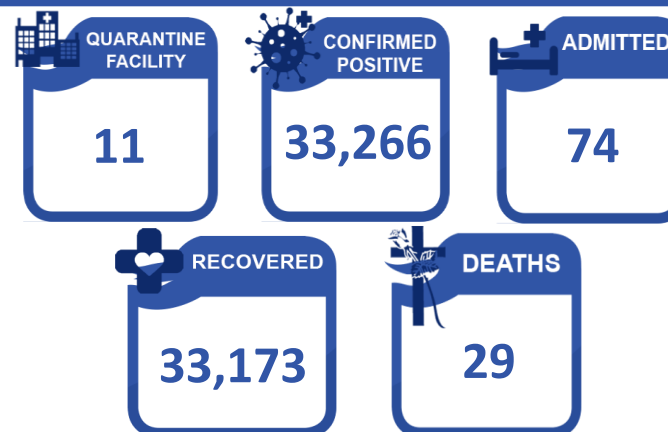 QUARANTINE
FACILITY
11
CONFIRMED
POSITIVE
33,266
ADMITTED
74
RECOVERED
33,173
DEATHS
29